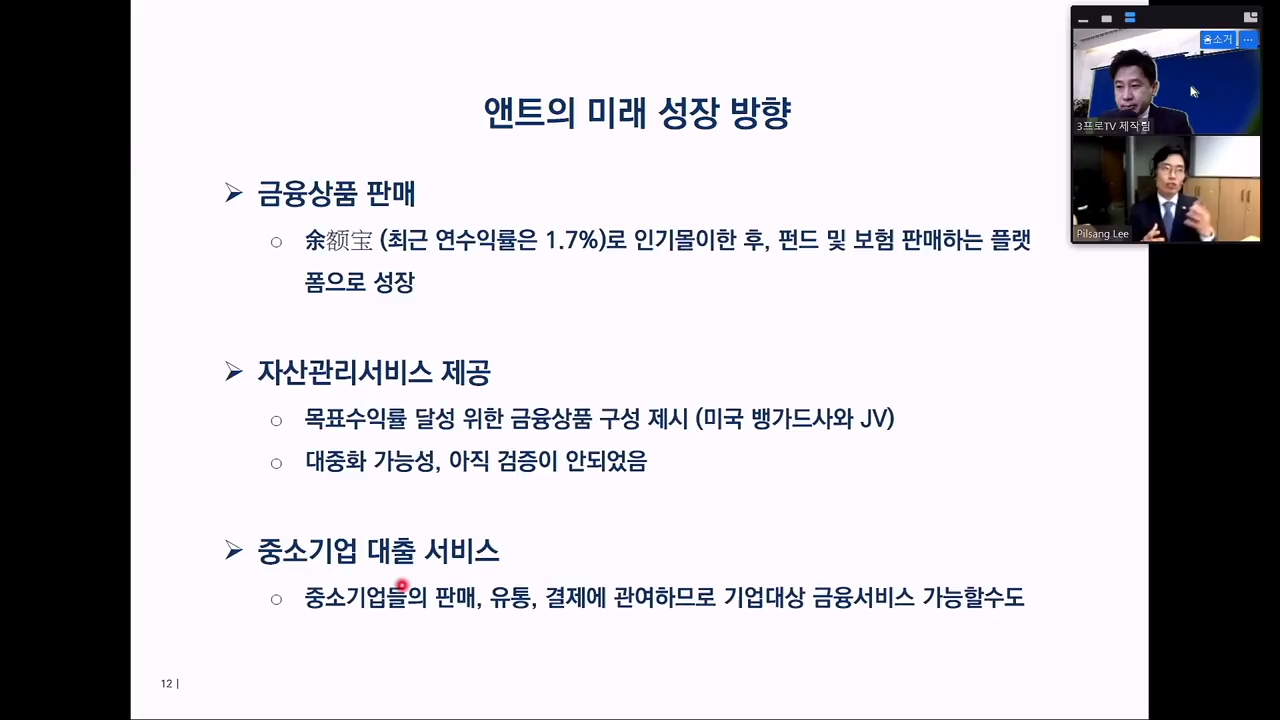 앤트의 미래 성장 방향
음소거
...
3프로TV 제작팀
Pilsang Lee
➢ 금융상품 판매
○ 余额宝 (최근 연수익률은 1.7%)로 인기몰이한 후, 펀드 및 보험 판매하는 플랫
폼으로 성장
➢ 자산관리서비스 제공
○ 목표수익률 달성 위한 금융상품 구성 제시 (미국 뱅가드사와 JV)
○ 대중화 가능성, 아직 검증이 안되었음
➢ 중소기업 대출 서비스
○ 중소기업들의 판매, 유통, 결제에 관여하므로 기업대상 금융서비스 가능할수도
12 |